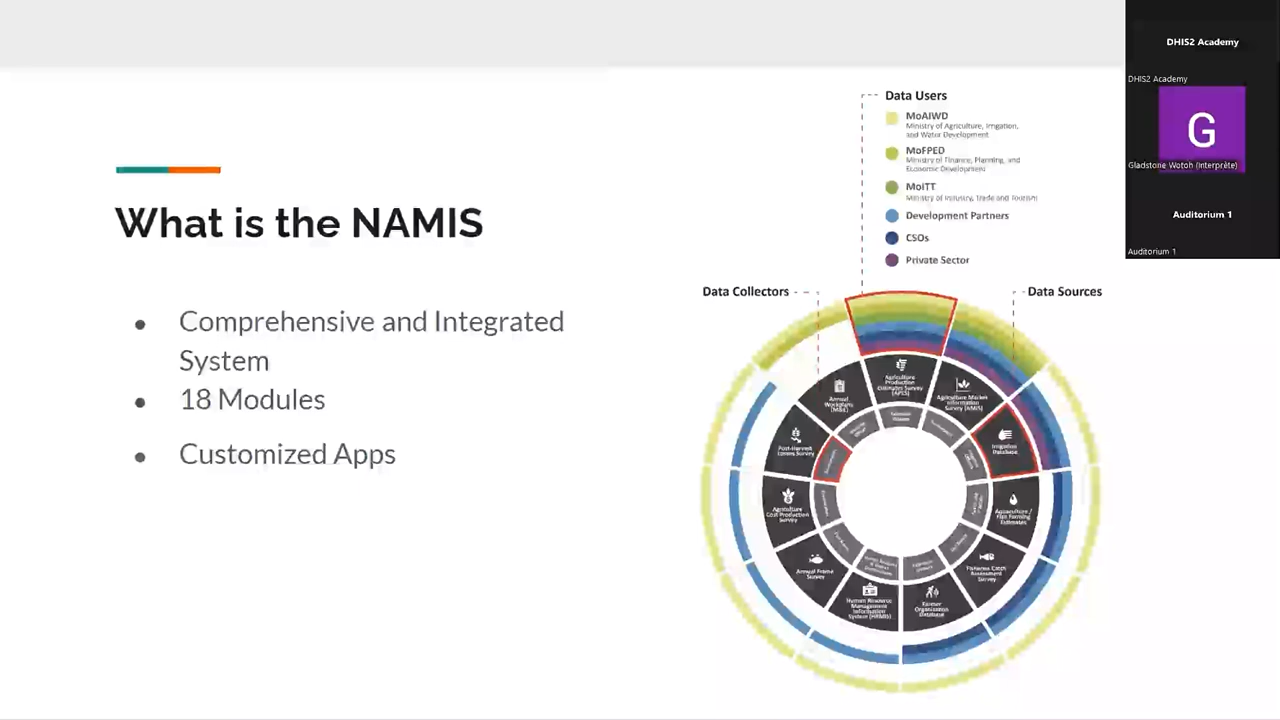 What is the NAMIS
● Comprehensive and Integrated
System
● 18 Modules
● Customized Apps
Data Users
MoAIWD
Ministry of Agriculture, Irrigation,
and Water Development
MoFPED
Ministry of Finance, Planning, and
Economic Development
MoITT
Ministry of Industry, Trade and Tourism
Development Partners
CSOs
Private Sector
Data Collectors
Data Sources
Agriculture
Production
Estimates Survey
(APES)
Agriculture Market
Information
Survey (AMIS)
Irrigation
Database
Aquaculture /
Fish Farming
Estimates
Fisheries Catch
Assessment
Survey
Farmer
Organization
Database
Human Resource
Management
Information
System (HRMIS)
Annual Frame
Survey
Agriculture
Cost Production
Survey
Post-Harvest
Losses Survey
Annual
Workplans
(M&E)
DHIS2 Academy
DHIS2 Academy
G
Gladstone Wotoh (Interprète)
Auditorium 1
Auditorium 1